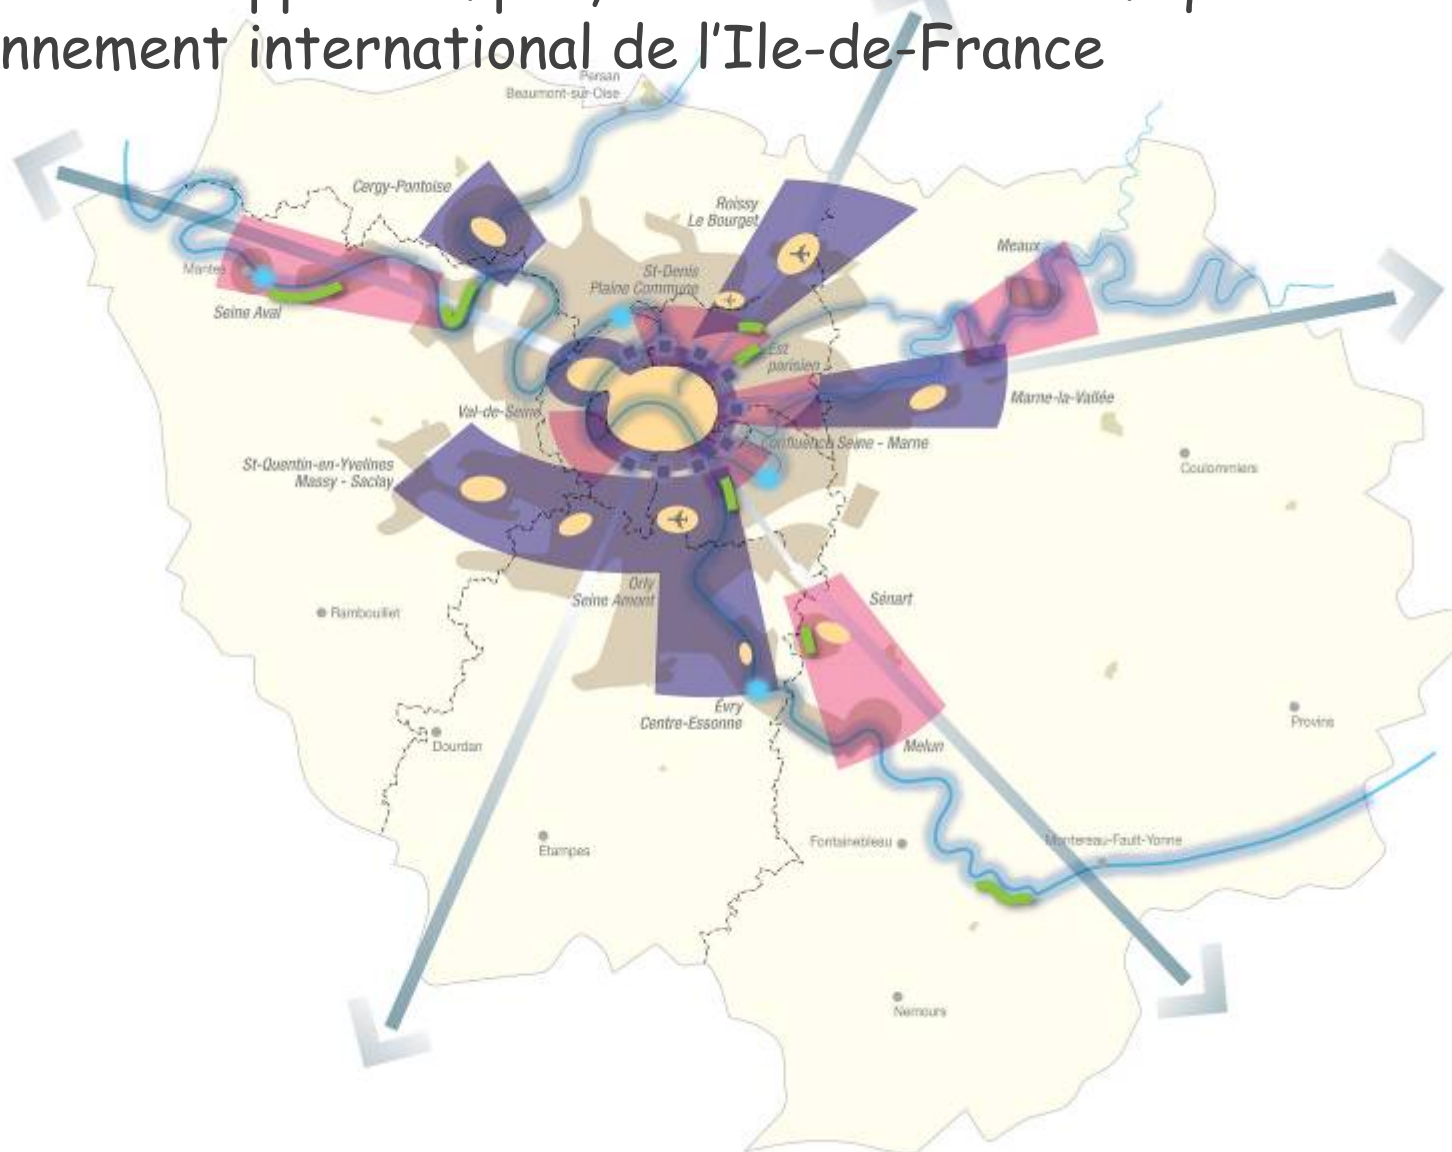 nnement international de l'Ile-de-France
Persan
Beaumont-sur-Oise
Cergy-Pontoise
Roissy
Le Bourget
Meaux
St-Denis
Plaine Commune
Mantes
Seine Aval
Est
parisien
Marne-la-Vallée
Val-de-Seine
Confluence Seine - Marne
St-Quentin-en-Yvelines
Massy - Saclay
Coulommiers
Orly
Seine Amont
Sénart
Rambouillet
Évry
Centre-Essonne
Provins
Dourdan
Melun
Etampes
Fontainebleau
Montereau-Fault-Yonne
Nemours